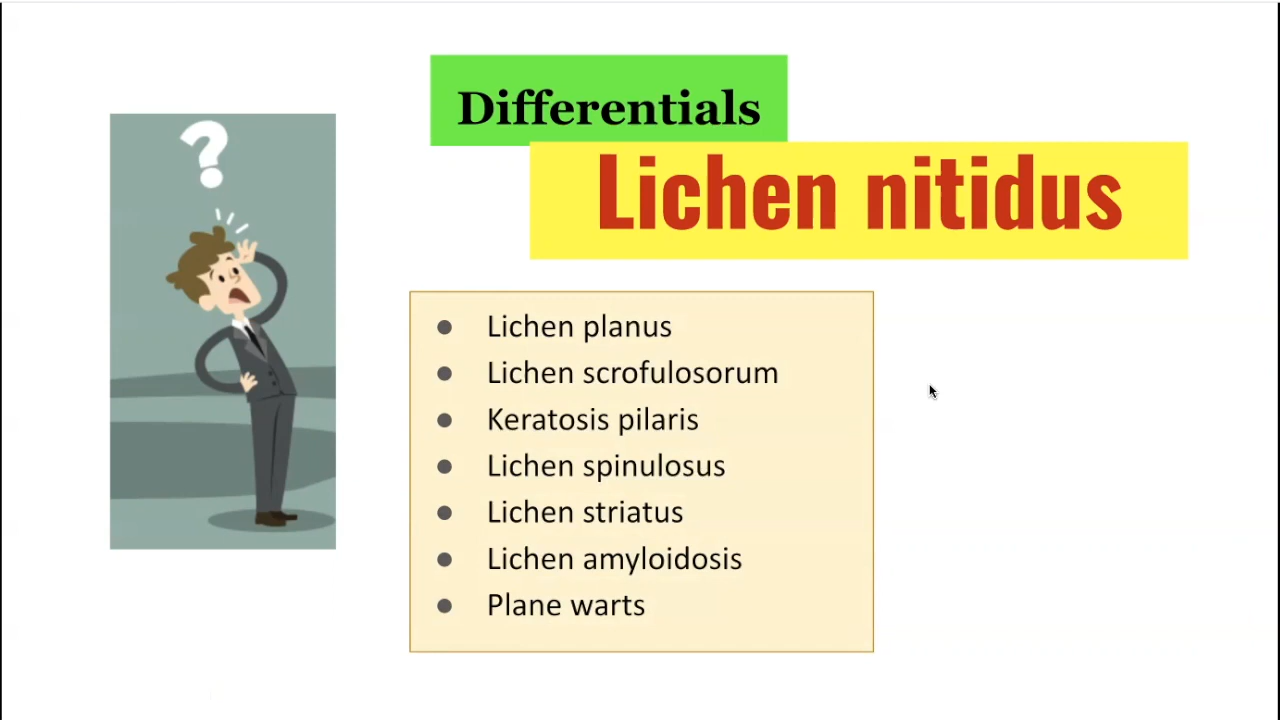 Differentials
Lichen nitidus
● Lichen planus
● Lichen scrofulosorum
● Keratosis pilaris
● Lichen spinulosus
● Lichen striatus
● Lichen amyloidosis
● Plane warts
?